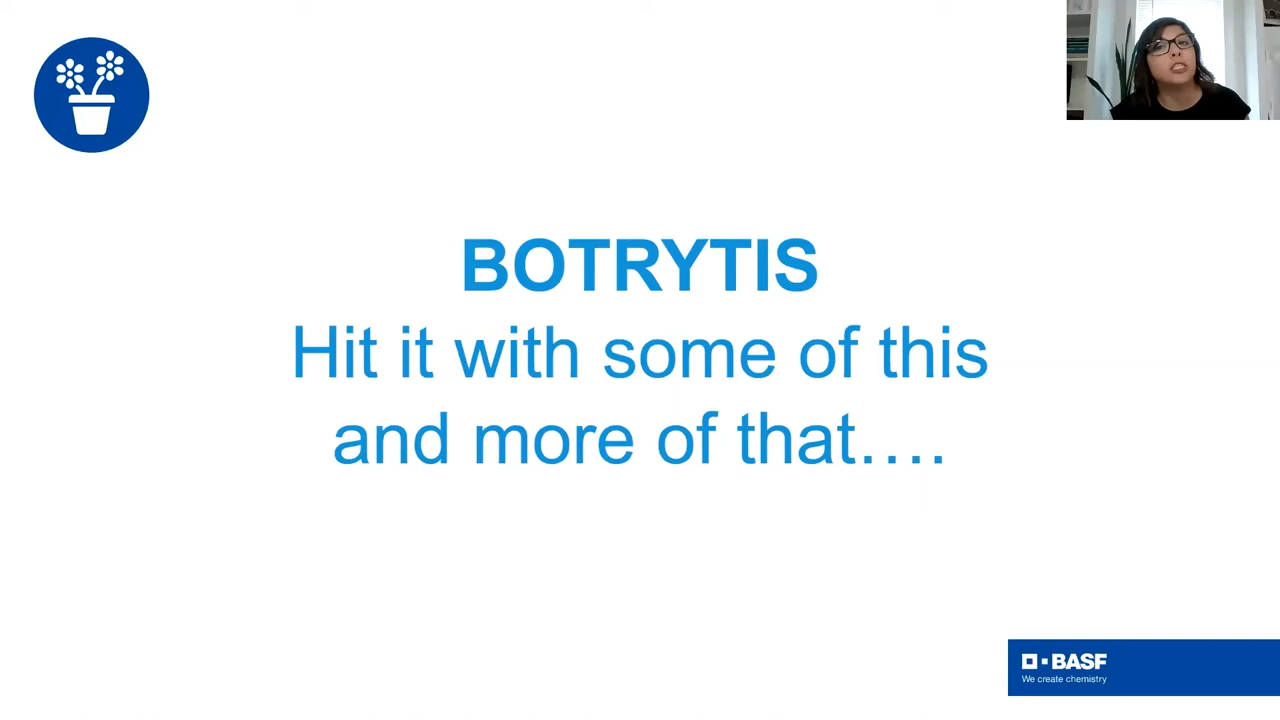 BOTRYTIS
Hit it with some of this
and more of that….
BASF
We create chemistry